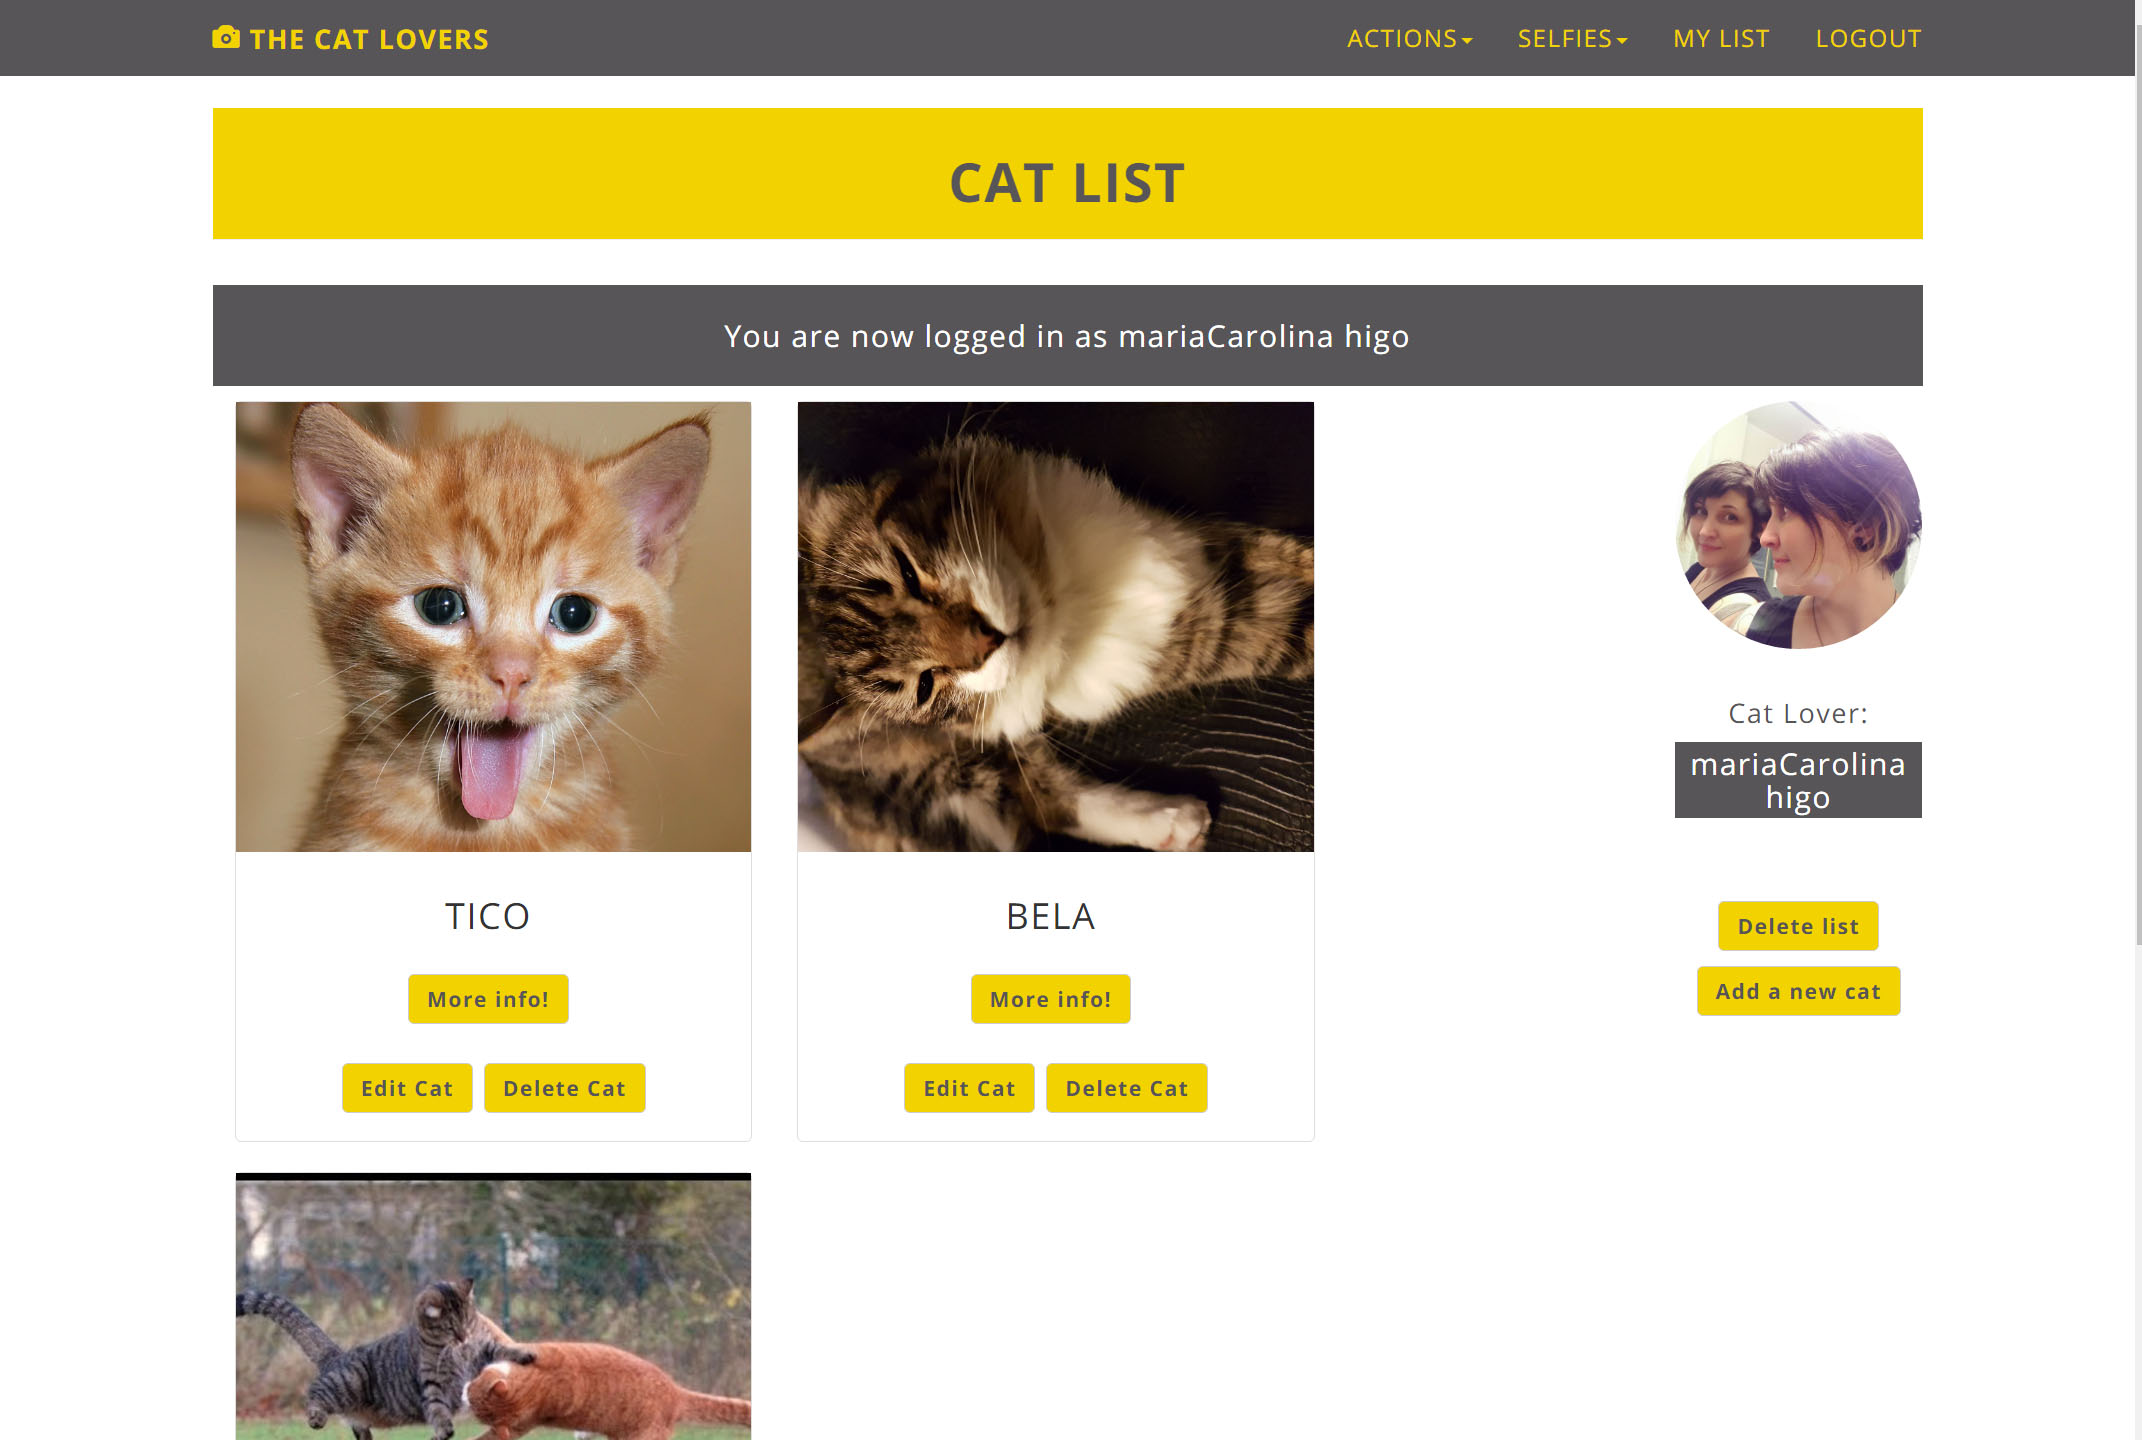 THE CAT LOVERS
ACTIONS SELFIES MY LIST LOGOUT
CAT LIST
You are now logged in as mariaCarolina higo
TICO
More info!
Edit Cat Delete Cat
BELA
More info!
Edit Cat Delete Cat
Cat Lover:
mariaCarolina
higo
Delete list
Add a new cat